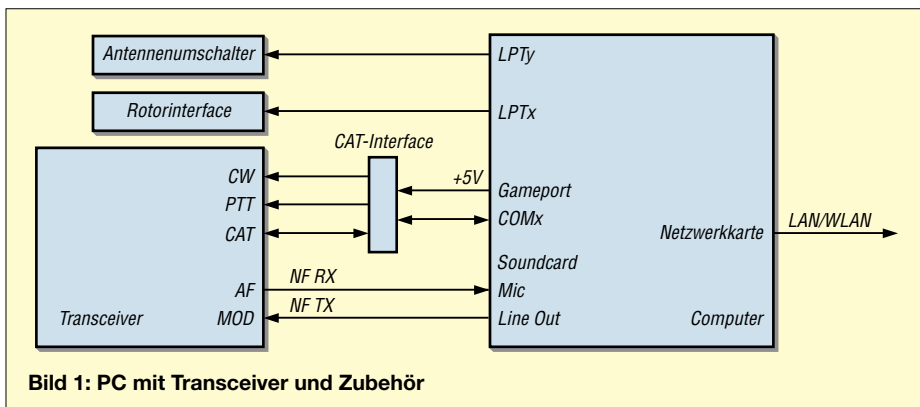 Antennenumschalter
LPTy
Rotorinterface
LPTx
CAT-Interface
CW
+5V
Gameport
PTT
COMx
CAT
Netzwerkkarte
LAN/WLAN
Soundcard
AF
NF RX
Mic
Transceiver
MOD
NF TX
Line Out
Computer
Bild 1: PC mit Transceiver und Zubehör